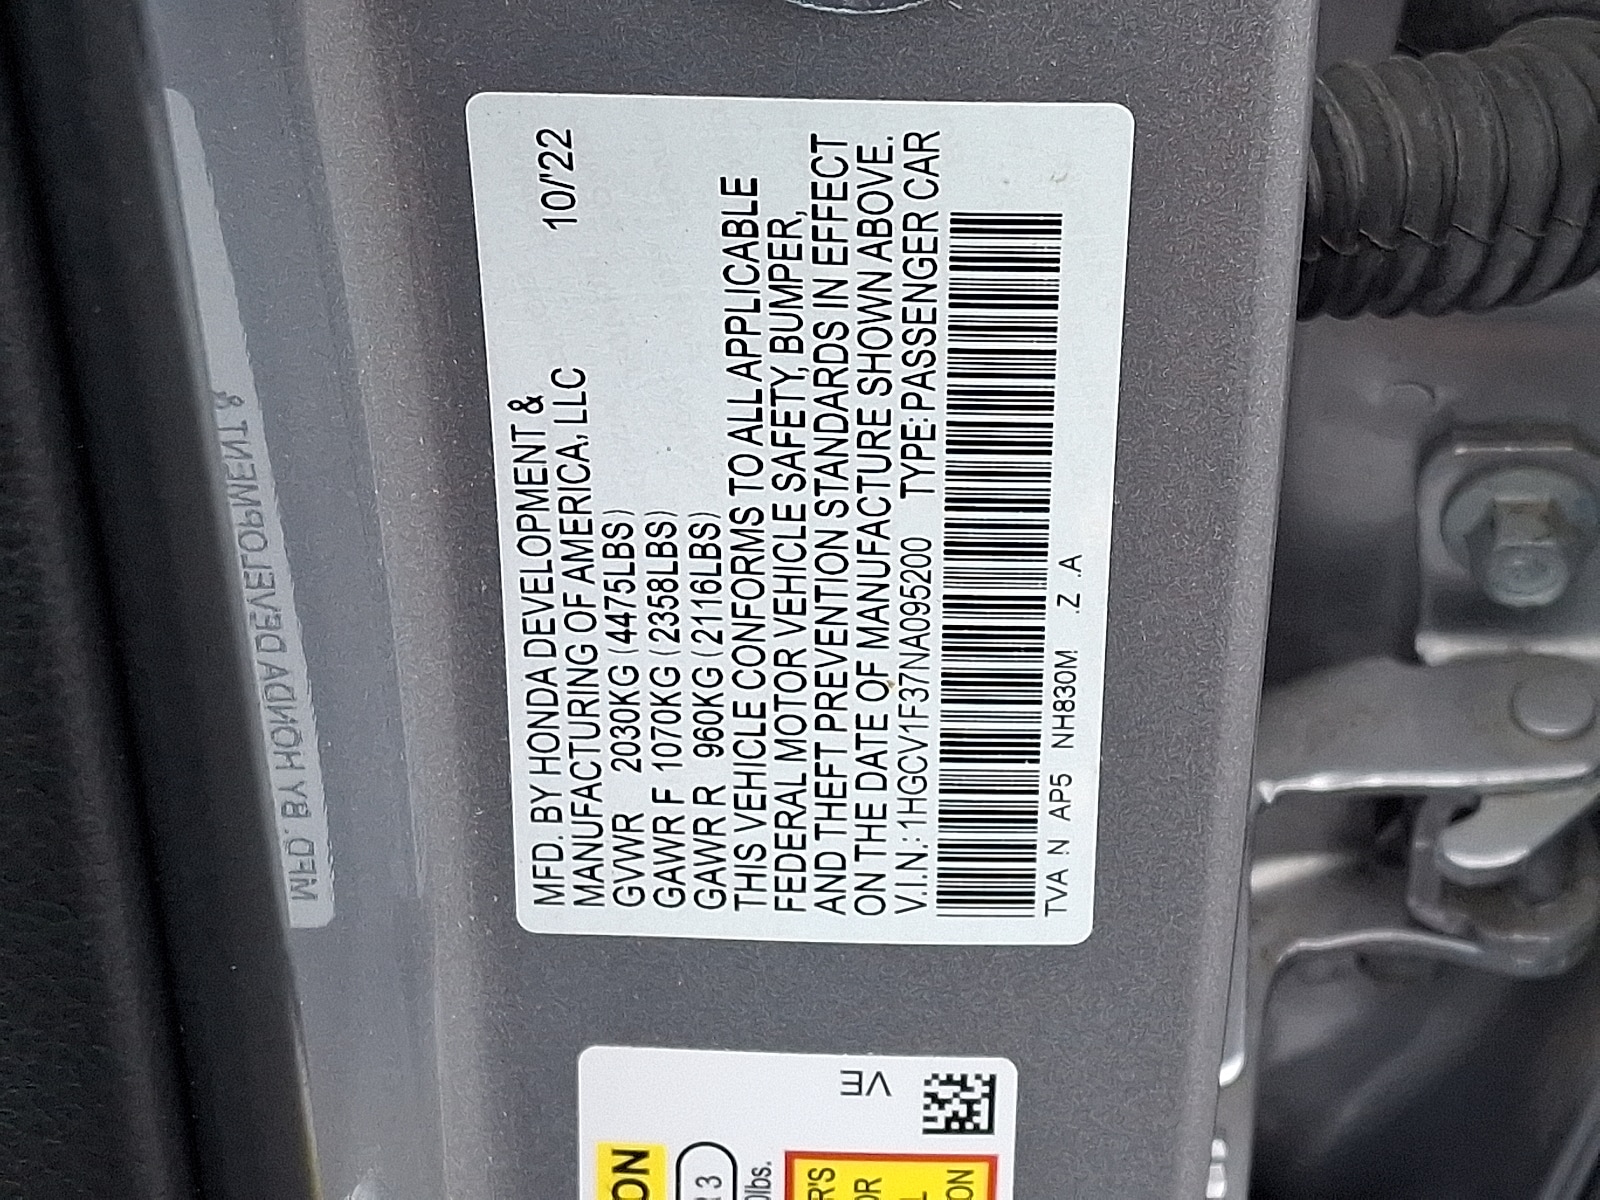 MFD. BY HONDA DEVELOPMENT &
MANUFACTURING OF AMERICA, LLC 10/'22
GVWR 2030KG (4475LBS)
GAWR F 1070KG (2358LBS)
GAWR R 960KG (2116LBS)
THIS VEHICLE CONFORMS TO ALL APPLICABLE
FEDERAL MOTOR VEHICLE SAFETY, BUMPER,
AND THEFT PREVENTION STANDARDS IN EFFECT
ON THE DATE OF MANUFACTURE SHOWN ABOVE.
V.I.N.: 1HGCV1F37NA095200 TYPE: PASSENGER CAR
TVA N AP5 NH830M .Z .A
MFD. BY HONDA DEVELOPMENT &
VE
lbs.